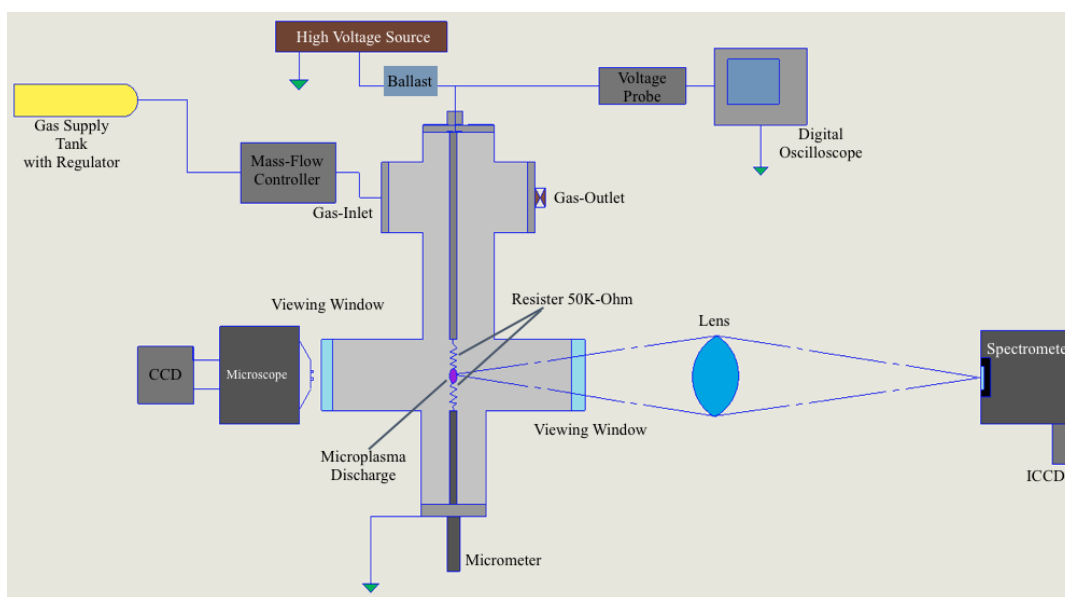 High Voltage Source
Ballast
Voltage
Probe
Gas Supply
Tank
with Regulator
Digital
Oscilloscope
Mass-Flow
Controller
Gas-Inlet
Gas-Outlet
Viewing Window
Resister 50K-Ohm
Lens
CCD
Microscope
Spectrometer
Viewing Window
Microplasma
Discharge
ICCD
Micrometer